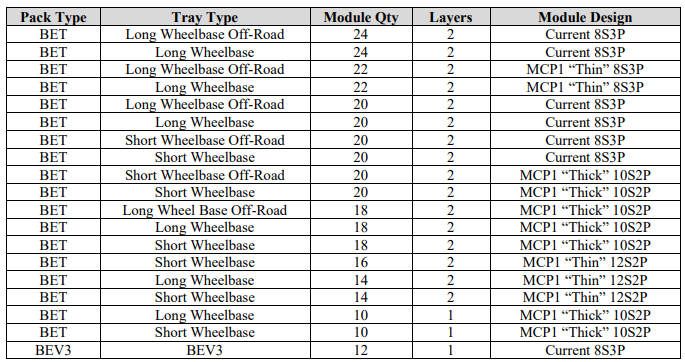 Pack Type Tray Type Module Qty Layers Module Design
BET Long Wheelbase Off-Road 24 2 Current 8S3P
BET Long Wheelbase 24 2 Current 8S3P
BET Long Wheelbase Off-Road 22 2 MCP1 “Thin” 8S3P
BET Long Wheelbase 22 2 MCP1 “Thin” 8S3P
BET Long Wheelbase Off-Road 20 2 Current 8S3P
BET Long Wheelbase 20 2 Current 8S3P
BET Short Wheelbase Off-Road 20 2 Current 8S3P
BET Short Wheelbase 20 2 Current 8S3P
BET Short Wheelbase Off-Road 20 2 MCP1 “Thick” 10S2P
BET Short Wheelbase 20 2 MCP1 “Thick” 10S2P
BET Long Wheel Base Off-Road 18 2 MCP1 “Thick” 10S2P
BET Long Wheelbase 18 2 MCP1 “Thick” 10S2P
BET Short Wheelbase 18 2 MCP1 “Thick” 10S2P
BET Short Wheelbase 16 2 MCP1 “Thin” 12S2P
BET Long Wheelbase 14 2 MCP1 “Thin” 12S2P
BET Short Wheelbase 14 2 MCP1 “Thin” 12S2P
BET Long Wheelbase 10 1 MCP1 “Thick” 10S2P
BET Short Wheelbase 10 1 MCP1 “Thick” 10S2P
BEV3 BEV3 12 1 Current 8S3P